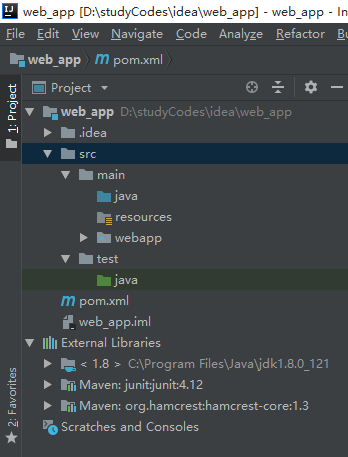 web_app [D:\studyCodes\idea\web_app] - web_app - In
File Edit View Navigate Code Analyze Refactor
web_app pom.xml
1: Project
Project
web_app D:\studyCodes\idea\web_app
.idea
src
main
java
resources
webapp
test
java
pom.xml
web_app.iml
External Libraries
< 1.8 > C:\Program Files\Java\jdk1.8.0_121
Maven: junit:junit:4.12
Maven: org.hamcrest:hamcrest-core:1.3
Scratches and Consoles
2: Favorites